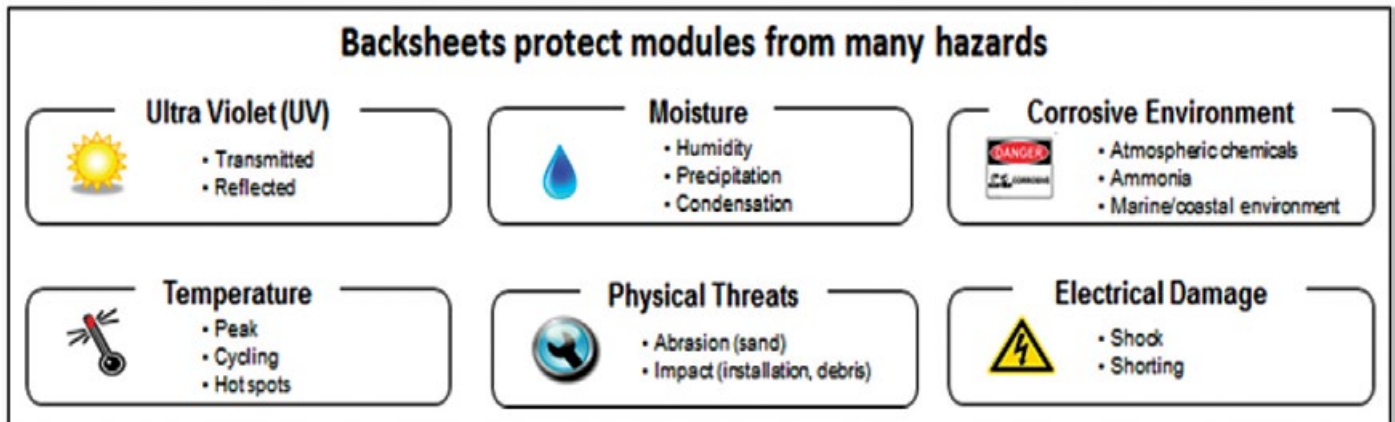 Backsheets protect modules from many hazards
Ultra Violet (UV)
• Transmitted
• Reflected
Moisture
• Humidity
• Precipitation
• Condensation
Corrosive Environment
DANGER
CORROSIVE
• Atmospheric chemicals
• Ammonia
• Marine/coastal environment
Temperature
• Peak
• Cycling
• Hot spots
Physical Threats
• Abrasion (sand)
• Impact (installation, debris)
Electrical Damage
• Shock
• Shorting